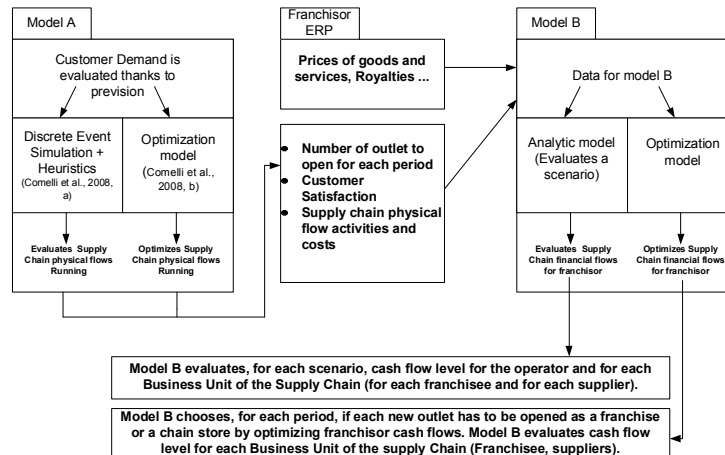 Model A
Customer Demand is
evaluated thanks to
prevision
Discrete Event
Simulation +
Heuristics
(Comelli et al., 2008,
a)
Optimization
model
(Comelli et al.,
2008, b)
Evaluates Supply
Chain physical flows
Running
Optimizes Supply
Chain physical flows
Running
Franchisor
ERP
Prices of goods and
services, Royalties ...
• Number of outlet to
open for each period
• Customer
Satisfaction
• Supply chain physical
flow activities and
costs
Model B
Data for model B
Analytic model
(Evaluates a
scenario)
Optimization
model
Evaluates Supply
Chain financial flows
for franchisor
Optimizes Supply
Chain financial flows
for franchisor
Model B evaluates, for each scenario, cash flow level for the operator and for each
Business Unit of the Supply Chain (for each franchisee and for each supplier).
Model B chooses, for each period, if each new outlet has to be opened as a franchise
or a chain store by optimizing franchisor cash flows. Model B evaluates cash flow
level for each Business Unit of the supply Chain (Franchisee, suppliers).